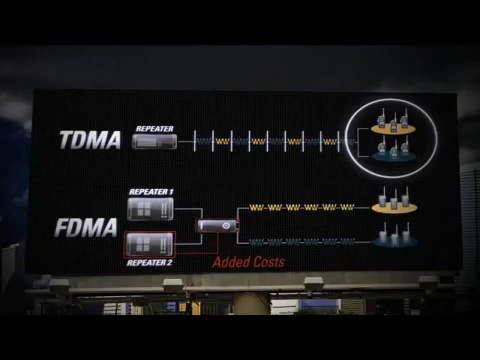 REPEATER
TDMA
REPEATER 1
FDMA
REPEATER 2
Added Costs